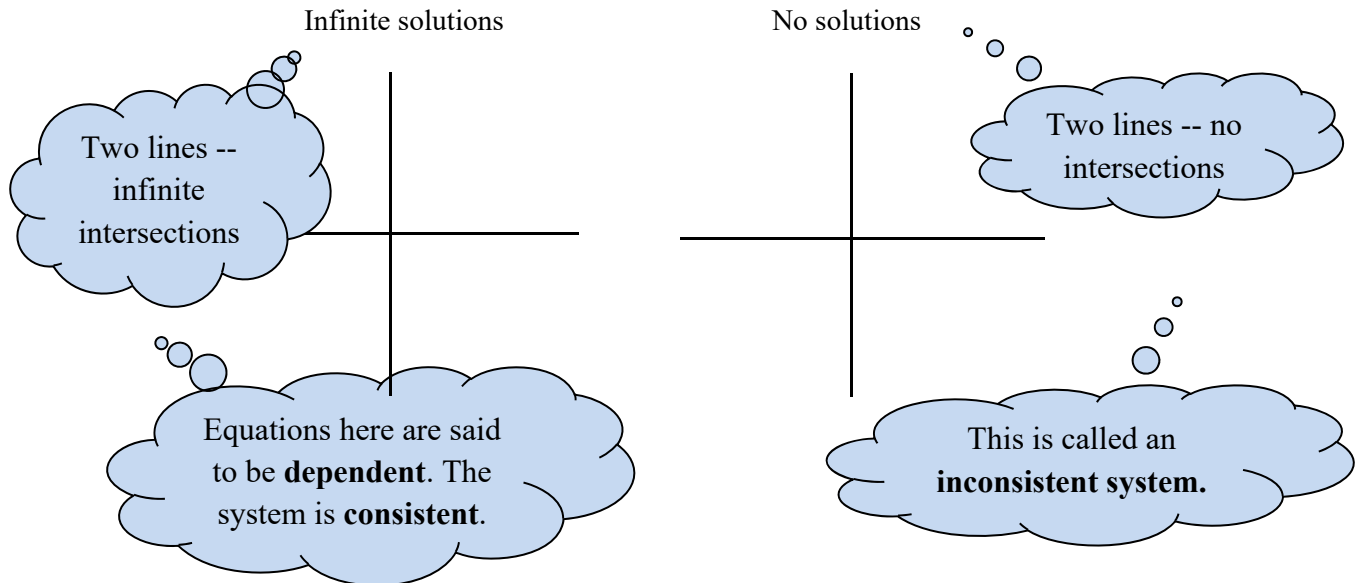 Infinite solutions
No solutions
Two lines --
infinite
intersections
Two lines -- no
intersections
Equations here are said
to be dependent. The
system is consistent.
This is called an
inconsistent system.